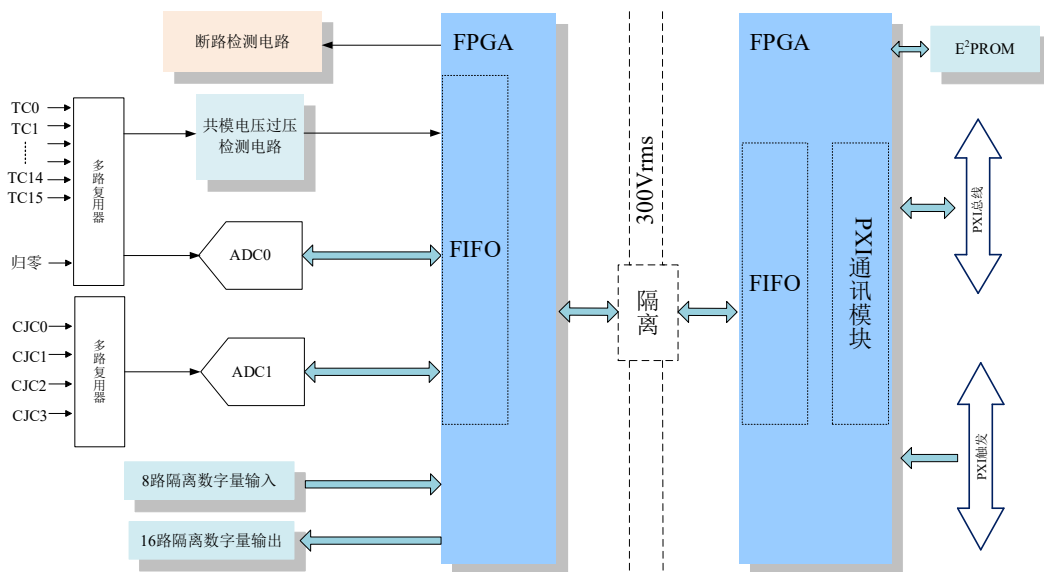 断路检测电路
FPGA
FPGA
E²PROM
TC0
TC1
TC14
TC15
归零
多路复用器
共模电压过压
检测电路
ADC0
FIFO
300Vrms
隔离
FIFO
PXI通讯模块
PXI总线
CJC0
CJC1
CJC2
CJC3
多路复用器
ADC1
PXI触发
8路隔离数字量输入
16路隔离数字量输出